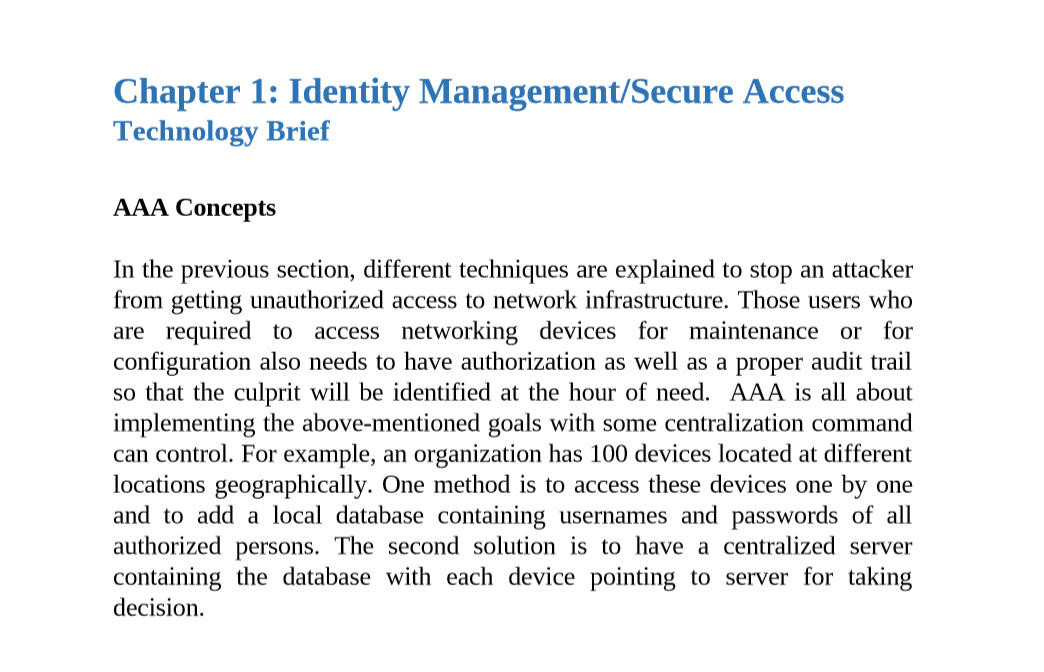 Chapter 1: Identity Management/Secure Access
Technology Brief
AAA Concepts
In the previous section, different techniques are explained to stop an attacker
from getting unauthorized access to network infrastructure. Those users who
are required to access networking devices for maintenance or for
configuration also needs to have authorization as well as a proper audit trail
so that the culprit will be identified at the hour of need.  AAA is all about
implementing the above-mentioned goals with some centralization command
can control. For example, an organization has 100 devices located at different
locations geographically. One method is to access these devices one by one
and to add a local database containing usernames and passwords of all
authorized persons. The second solution is to have a centralized server
containing the database with each device pointing to server for taking
decision.